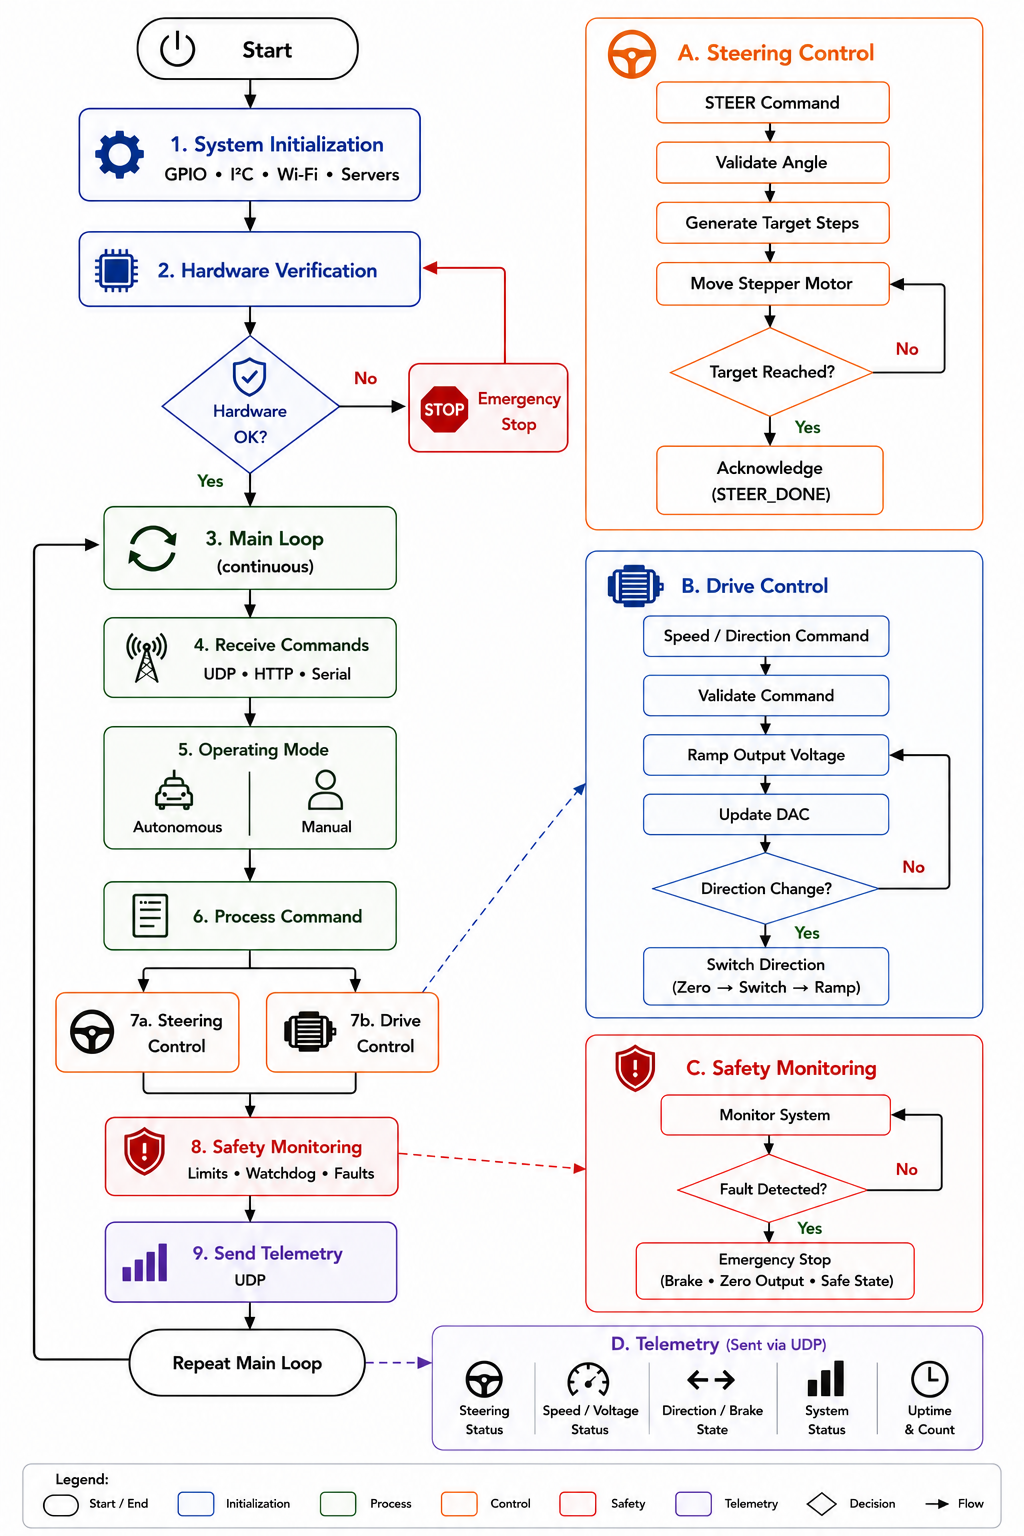 Start
1. System Initialization
GPIO • I²C • Wi-Fi • Servers
2. Hardware Verification
Hardware
OK?
No
STOP
Emergency
Stop
Yes
3. Main Loop
(continuous)
4. Receive Commands
UDP • HTTP • Serial
5. Operating Mode
Autonomous
Manual
6. Process Command
7a. Steering
Control
7b. Drive
Control
8. Safety Monitoring
Limits • Watchdog • Faults
9. Send Telemetry
UDP
Repeat Main Loop
A. Steering Control
STEER Command
Validate Angle
Generate Target Steps
Move Stepper Motor
Target Reached?
No
Yes
Acknowledge
(STEER_DONE)
B. Drive Control
Speed / Direction Command
Validate Command
Ramp Output Voltage
Update DAC
Direction Change?
No
Yes
Switch Direction
(Zero → Switch → Ramp)
C. Safety Monitoring
Monitor System
Fault Detected?
No
Yes
Emergency Stop
(Brake • Zero Output • Safe State)
D. Telemetry (Sent via UDP)
Steering
Status
Speed / Voltage
Status
Direction / Brake
State
System
Status
Uptime
& Count
Legend:
Start / End
Initialization
Process
Control
Safety
Telemetry
Decision
Flow